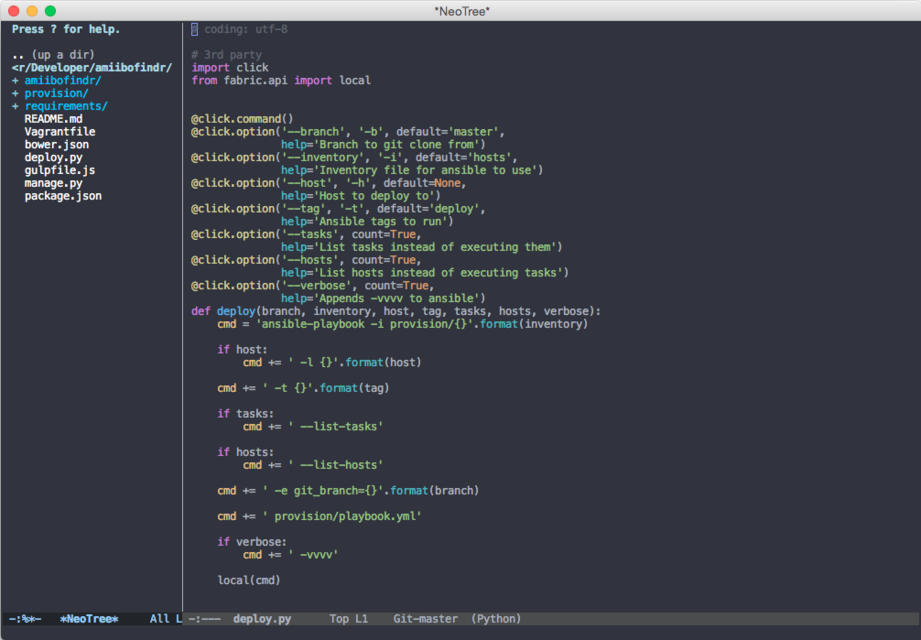 *NeoTree*
Press ? for help.

.. (up a dir)
<r/Developer/amiibofindr/
+ amiibofindr/
+ provision/
+ requirements/
README.md
Vagrantfile
bower.json
deploy.py
gulpfile.js
manage.py
package.json
-:%*-   *NeoTree*     All L
# coding: utf-8

# 3rd party
import click
from fabric.api import local


@click.command()
@click.option('--branch', '-b', default='master',
              help='Branch to git clone from')
@click.option('--inventory', '-i', default='hosts',
              help='Inventory file for ansible to use')
@click.option('--host', '-h', default=None,
              help='Host to deploy to')
@click.option('--tag', '-t', default='deploy',
              help='Ansible tags to run')
@click.option('--tasks', count=True,
              help='List tasks instead of executing them')
@click.option('--hosts', count=True,
              help='List hosts instead of executing tasks')
@click.option('--verbose', count=True,
              help='Appends -vvvv to ansible')
def deploy(branch, inventory, host, tag, tasks, hosts, verbose):
    cmd = 'ansible-playbook -i provision/{}'.format(inventory)

    if host:
        cmd += ' -l {}'.format(host)

    cmd += ' -t {}'.format(tag)

    if tasks:
        cmd += ' --list-tasks'

    if hosts:
        cmd += ' --list-hosts'

    cmd += ' -e git_branch={}'.format(branch)

    cmd += ' provision/playbook.yml'

    if verbose:
        cmd += ' -vvvv'

    local(cmd)
-:---  deploy.py      Top L1    Git-master  (Python)